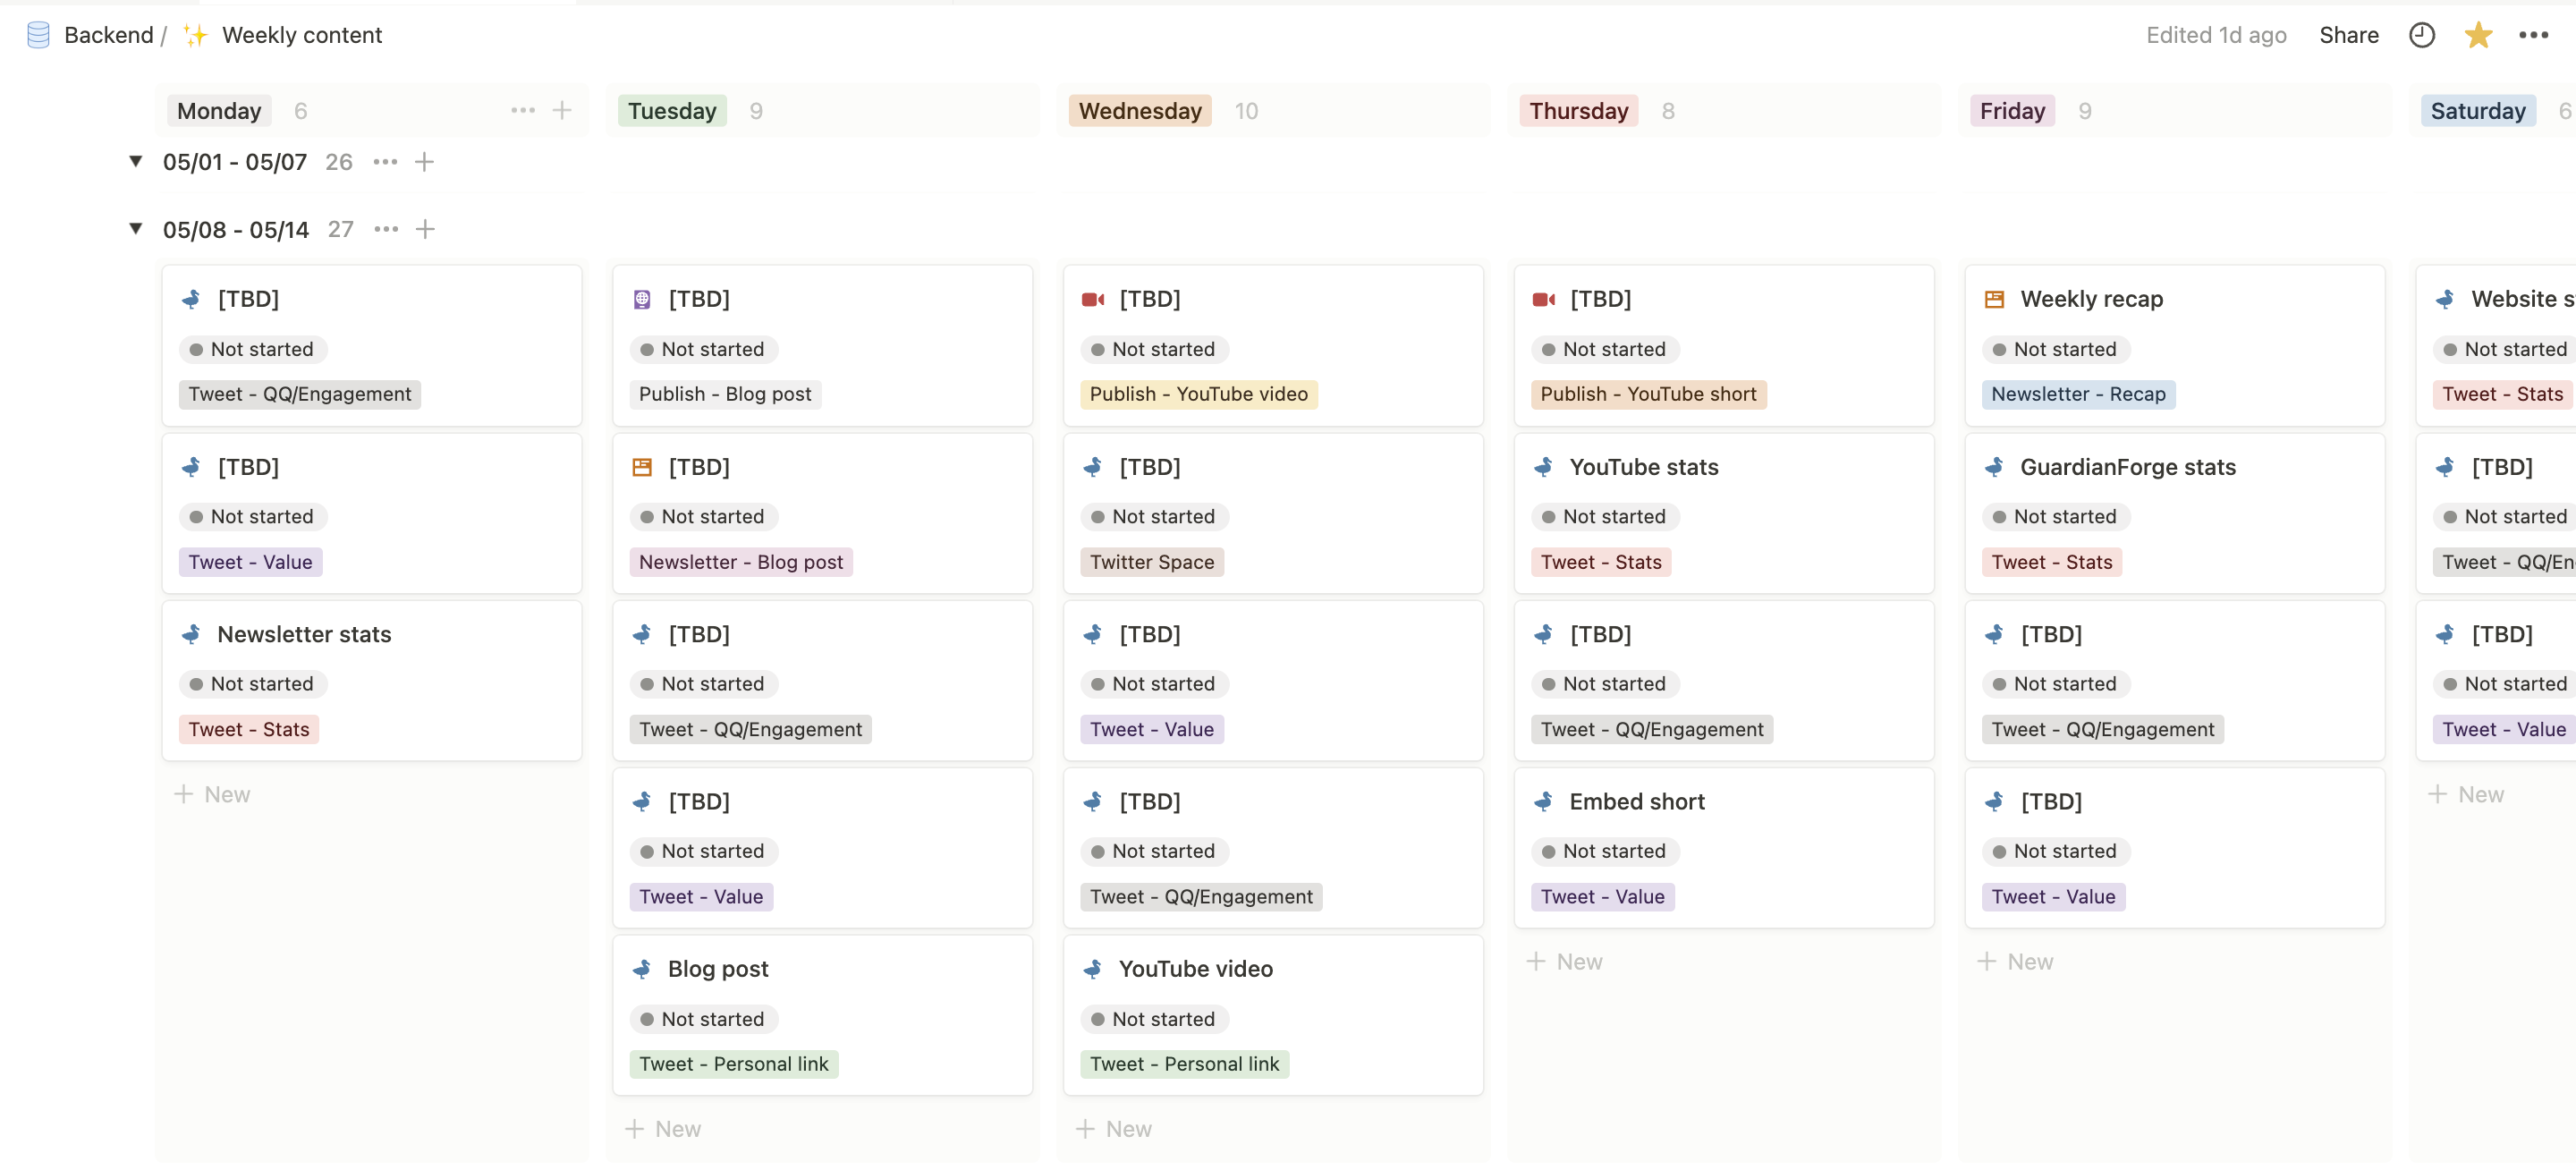 Backend / Weekly content
Edited 1d ago Share
Monday 6
Tuesday 9
Wednesday 10
Thursday 8
Friday 9
Saturday 6
05/01 - 05/07 26
05/08 - 05/14 27
[TBD]
Not started
Tweet - QQ/Engagement
[TBD]
Not started
Tweet - Value
Newsletter stats
Not started
Tweet - Stats
New
[TBD]
Not started
Publish - Blog post
[TBD]
Not started
Newsletter - Blog post
[TBD]
Not started
Tweet - QQ/Engagement
[TBD]
Not started
Tweet - Value
Blog post
Not started
Tweet - Personal link
New
[TBD]
Not started
Publish - YouTube video
[TBD]
Not started
Twitter Space
[TBD]
Not started
Tweet - Value
[TBD]
Not started
Tweet - QQ/Engagement
YouTube video
Not started
Tweet - Personal link
New
[TBD]
Not started
Publish - YouTube short
YouTube stats
Not started
Tweet - Stats
[TBD]
Not started
Tweet - QQ/Engagement
Embed short
Not started
Tweet - Value
New
Weekly recap
Not started
Newsletter - Recap
GuardianForge stats
Not started
Tweet - Stats
[TBD]
Not started
Tweet - QQ/Engagement
[TBD]
Not started
Tweet - Value
New
Website
Not started
Tweet - Stats
[TBD]
Not started
Tweet - QQ/En
[TBD]
Not started
Tweet - Value
New